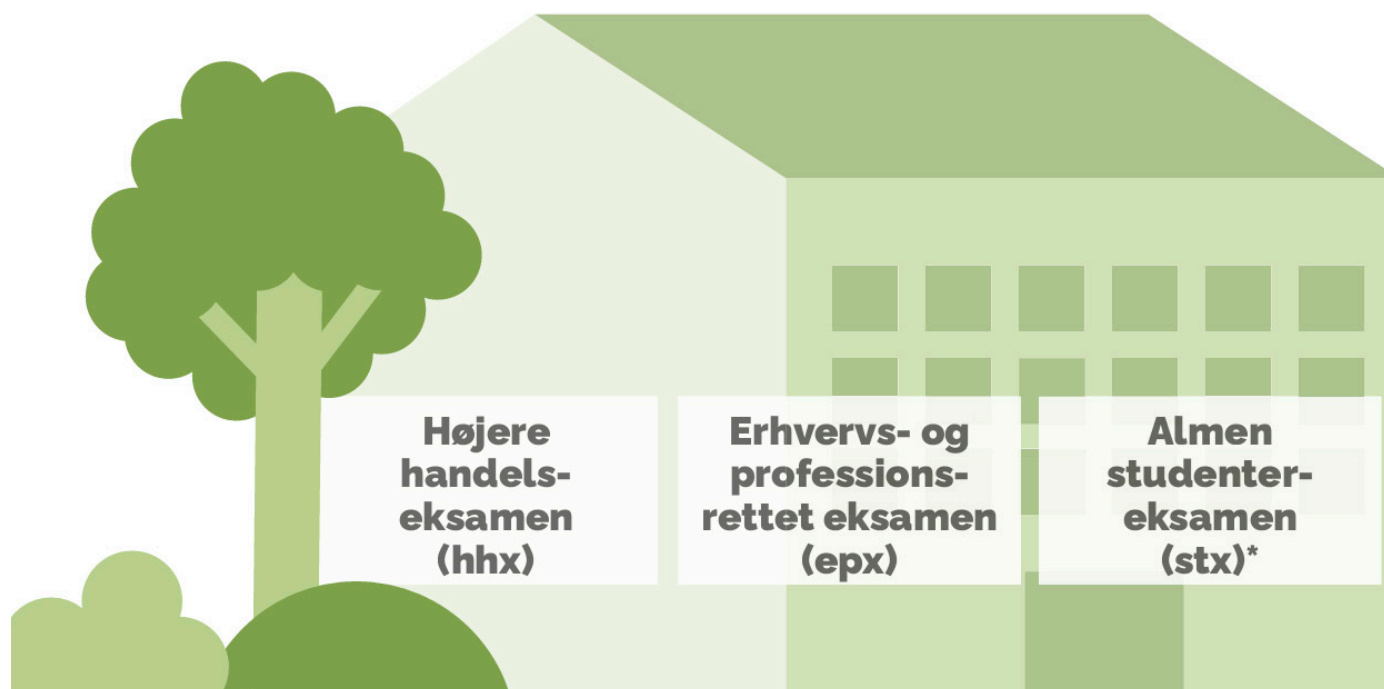 Højere
handels-
eksamen
(hhx)
Erhvervs- og
professions-
rettet eksamen
(epx)
Almen
studenter-
eksamen
(stx)*